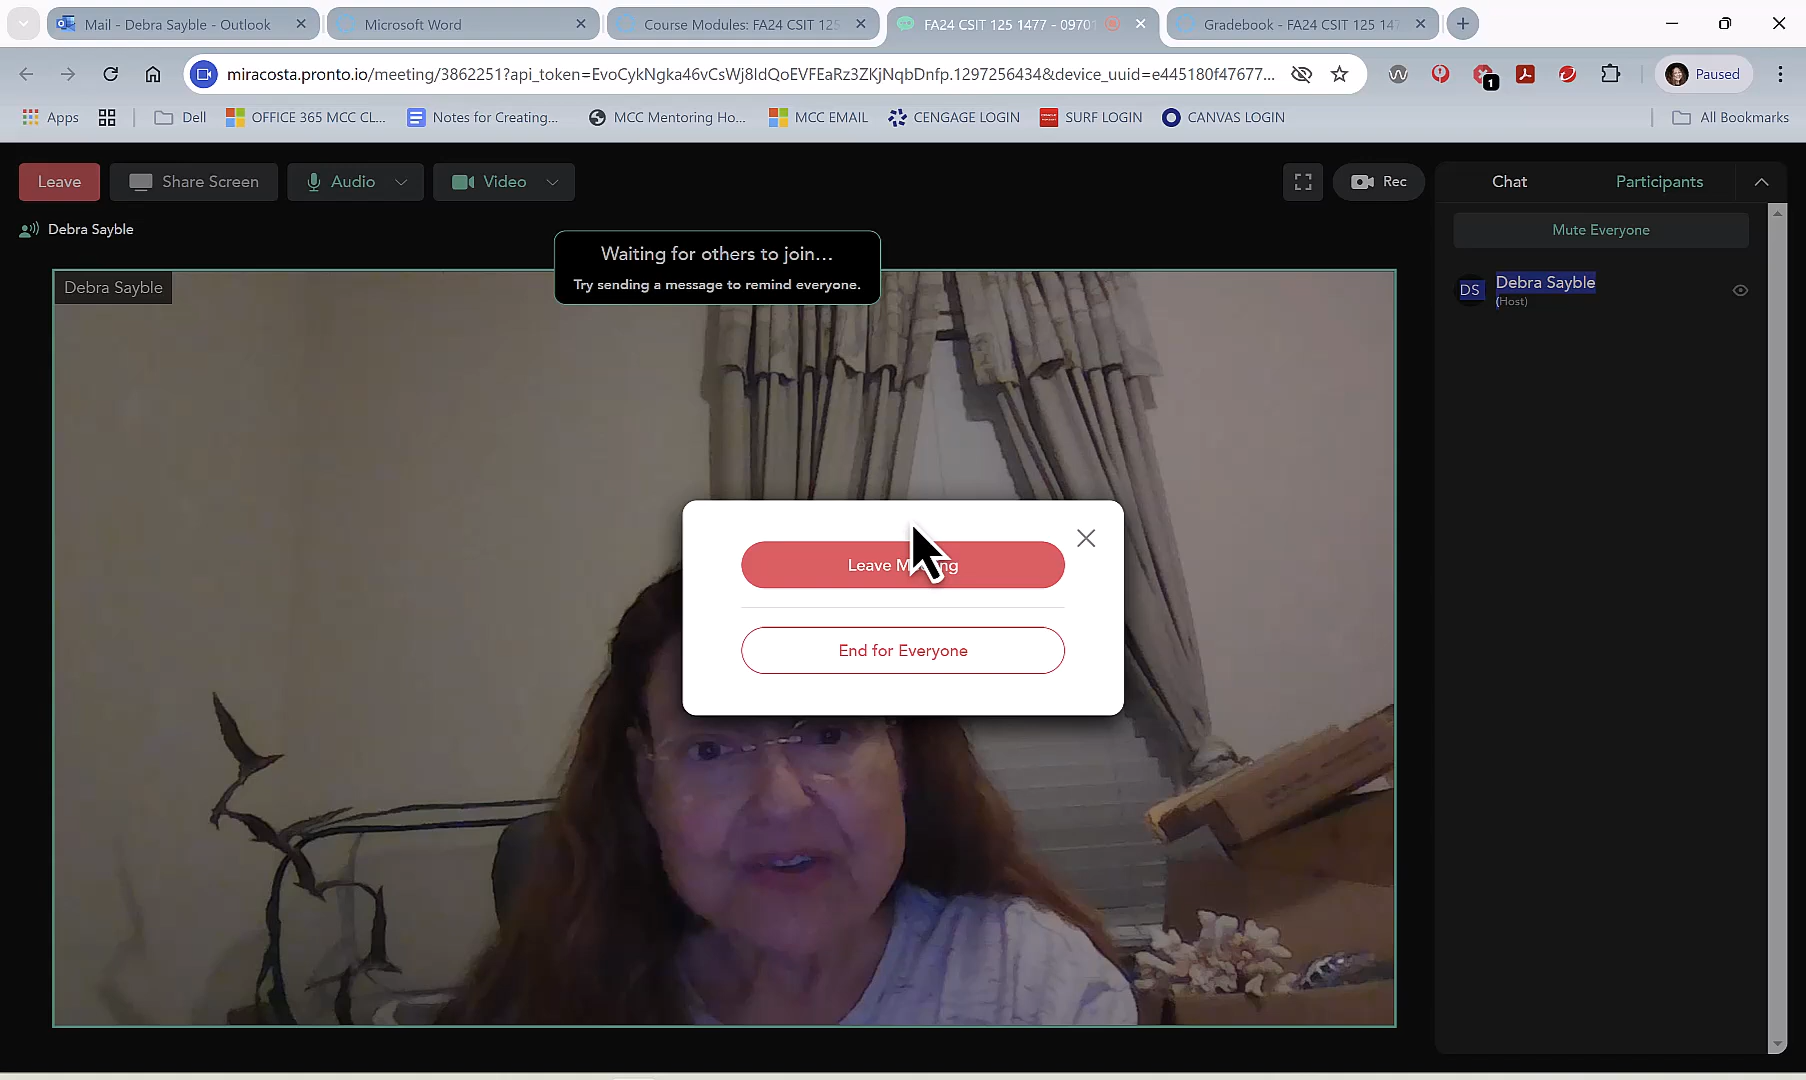 Mail - Debra Sayble - Outlook
Microsoft Word
Course Modules: FA24 CSIT 125
FA24 CSIT 125 1477 - 09701
Gradebook - FA24 CSIT 125 147
miracosta.pronto.io/meeting/3862251?api_token=EvoCykNgka46vCsWj8IdQoEVFEaRz3ZKjNqbDnfp.1297256434&device_uuid=e445180f47677...
1
Paused
Apps
Dell
OFFICE 365 MCC CL...
Notes for Creating...
MCC Mentoring Ho...
MCC EMAIL
CENGAGE LOGIN
SURF LOGIN
CANVAS LOGIN
All Bookmarks
Leave
Share Screen
Audio
Video
Rec
Chat
Participants
Debra Sayble
Mute Everyone
Waiting for others to join...
Try sending a message to remind everyone.
Debra Sayble
DS
Debra Sayble
(Host)
Leave Meeting
End for Everyone